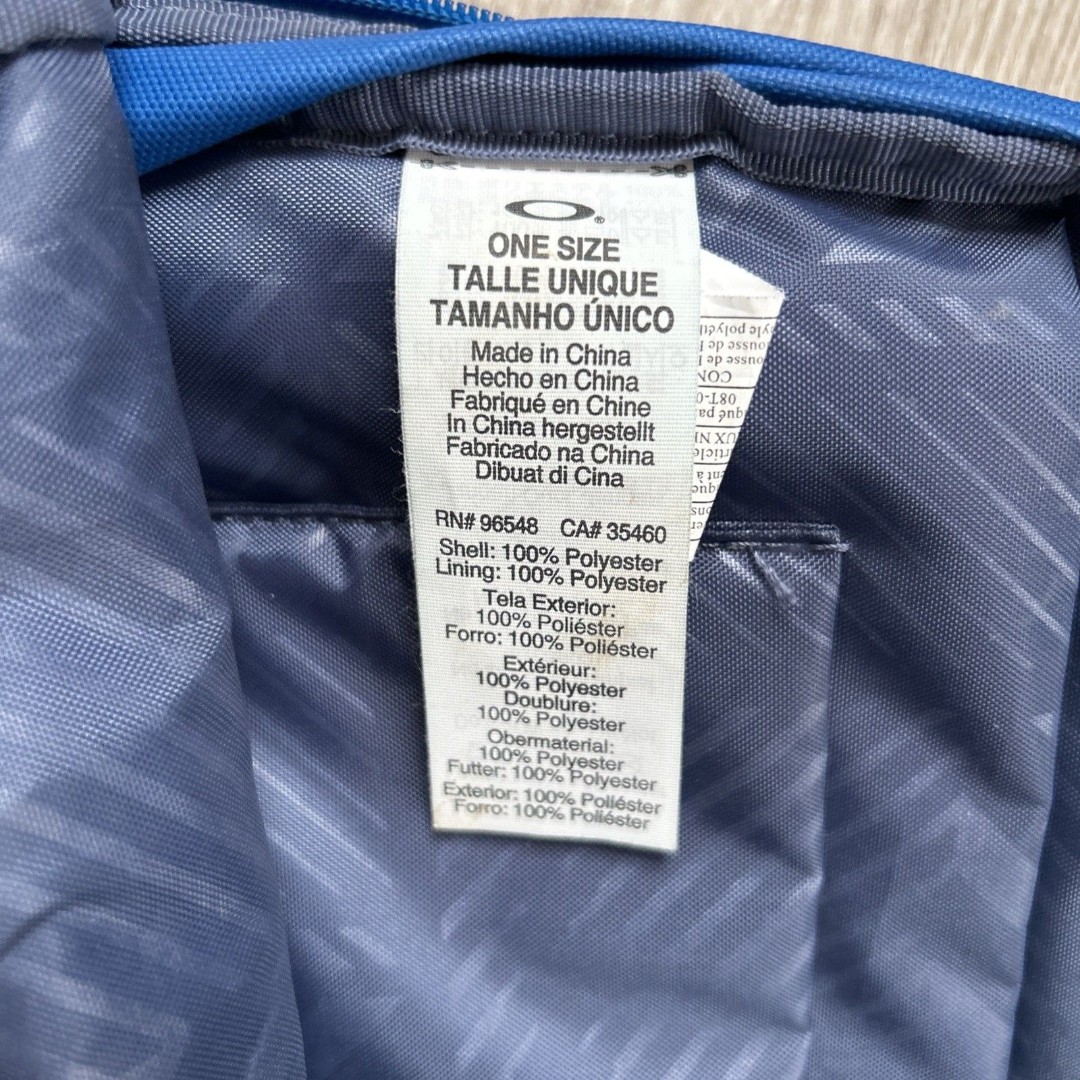 ONE SIZE
TALLE UNIQUE
TAMANHO ÚNICO
Made in China
Hecho en China
Fabriqué en Chine
In China hergestellt
Fabricado na China
Dibuat di Cina
RN# 96548 CA# 35460
Shell: 100% Polyester
Lining: 100% Polyester
Tela Exterior:
100% Poliéster
Forro: 100% Poliéster
Extérieur:
100% Polyester
Doublure:
100% Polyester
Obermaterial:
100% Polyester
Futter: 100% Polyester
Exterior: 100% Poliéster
Forro: 100% Poliéster